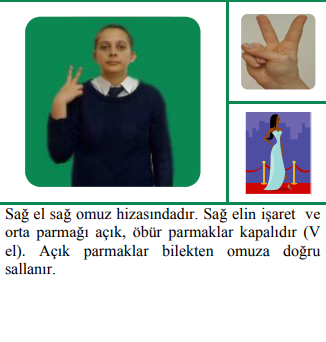 Sağ el sağ omuz hizasındadır. Sağ elin işaret ve
orta parmağı açık, öbür parmaklar kapalıdır (V
el). Açık parmaklar bilekten omuza doğru
sallanır.